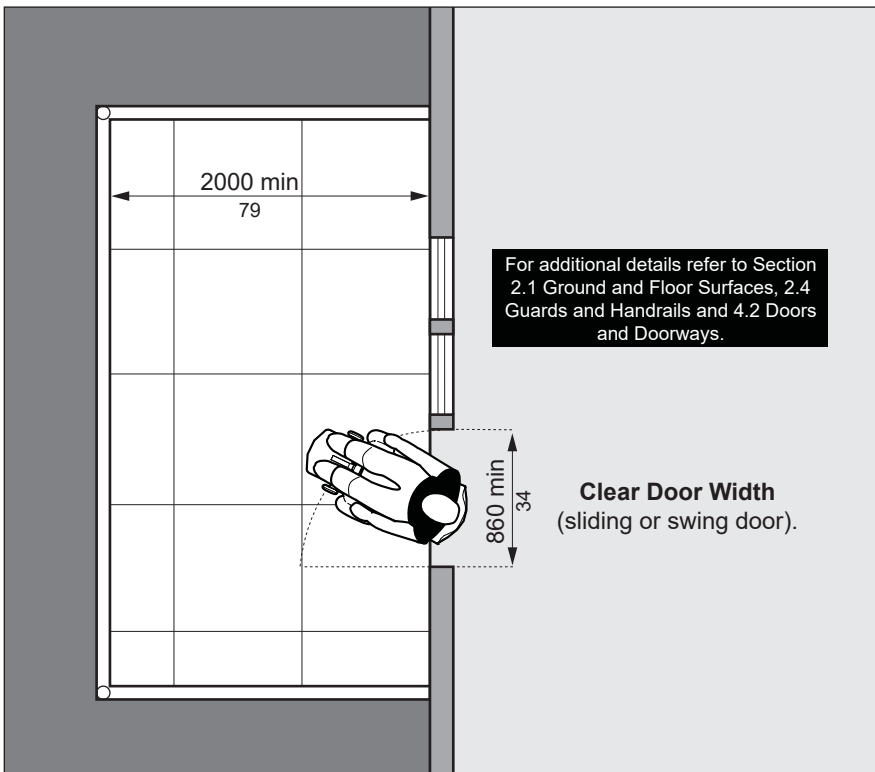 2000 min
79
For additional details refer to Section
2.1 Ground and Floor Surfaces, 2.4
Guards and Handrails and 4.2 Doors
and Doorways.
860 min
34
Clear Door Width
(sliding or swing door).